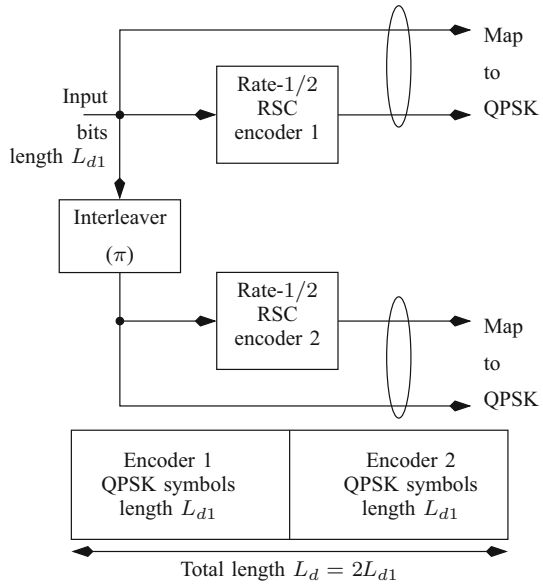 Map
to
QPSK
Input
bits
length $L_{d1}$
Rate-1/2
RSC
encoder 1
Interleaver
(π)
Rate-1/2
RSC
encoder 2
Map
to
QPSK
Encoder 1
QPSK symbols
length $L_{d1}$
Encoder 2
QPSK symbols
length $L_{d1}$
Total length $L_d = 2L_{d1}$